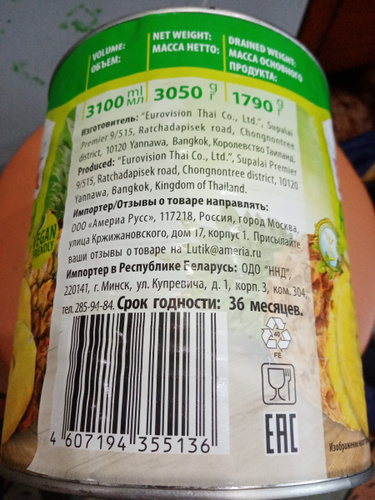 VOLUME:
ОБЪЕМ:
NET WEIGHT:
МАССА НЕТТО:
DRAINED WEIGHT:
МАССА ОСНОВНОГО
ПРОДУКТА:
3100 ml мл
3050 g г
1790 g г
Изготовитель: "Eurovision Thai Co., Ltd.", Supalai
Premier 9/515, Ratchadapisek road, Chongnontree
district, 10120 Yannawa, Bangkok, Королевство Таиланд.
Produced: "Eurovision Thai Co., Ltd.", Supalai Premier
9/515, Ratchadapisek road, Chongnontree district, 10120
Yannawa, Bangkok, Kingdom of Thailand.
Импортер/Отзывы о товаре направлять:
ООО «Америа Русс», 117218, Россия, город Москва,
улица Кржижановского, дом 17, корпус 1. Присылайте
ваши отзывы о товаре на Lutik@ameria.ru
Импортер в Республике Беларусь: ОДО "ННД",
220141, г. Минск, ул. Купревича, д. 1, корп. 3, ком. 304,
тел. 285-94-84. Срок годности: 36 месяцев.
VEGAN
FRIENDLY
40
FE
EAC
4 607194 355136
Изображение